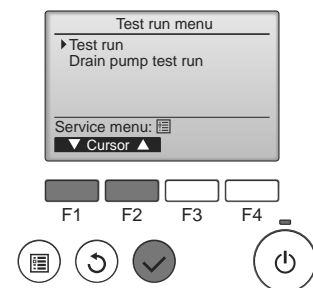 Test run menu
Test run
Drain pump test run
Service menu:
▼ Cursor ▲
F1 F2 F3 F4